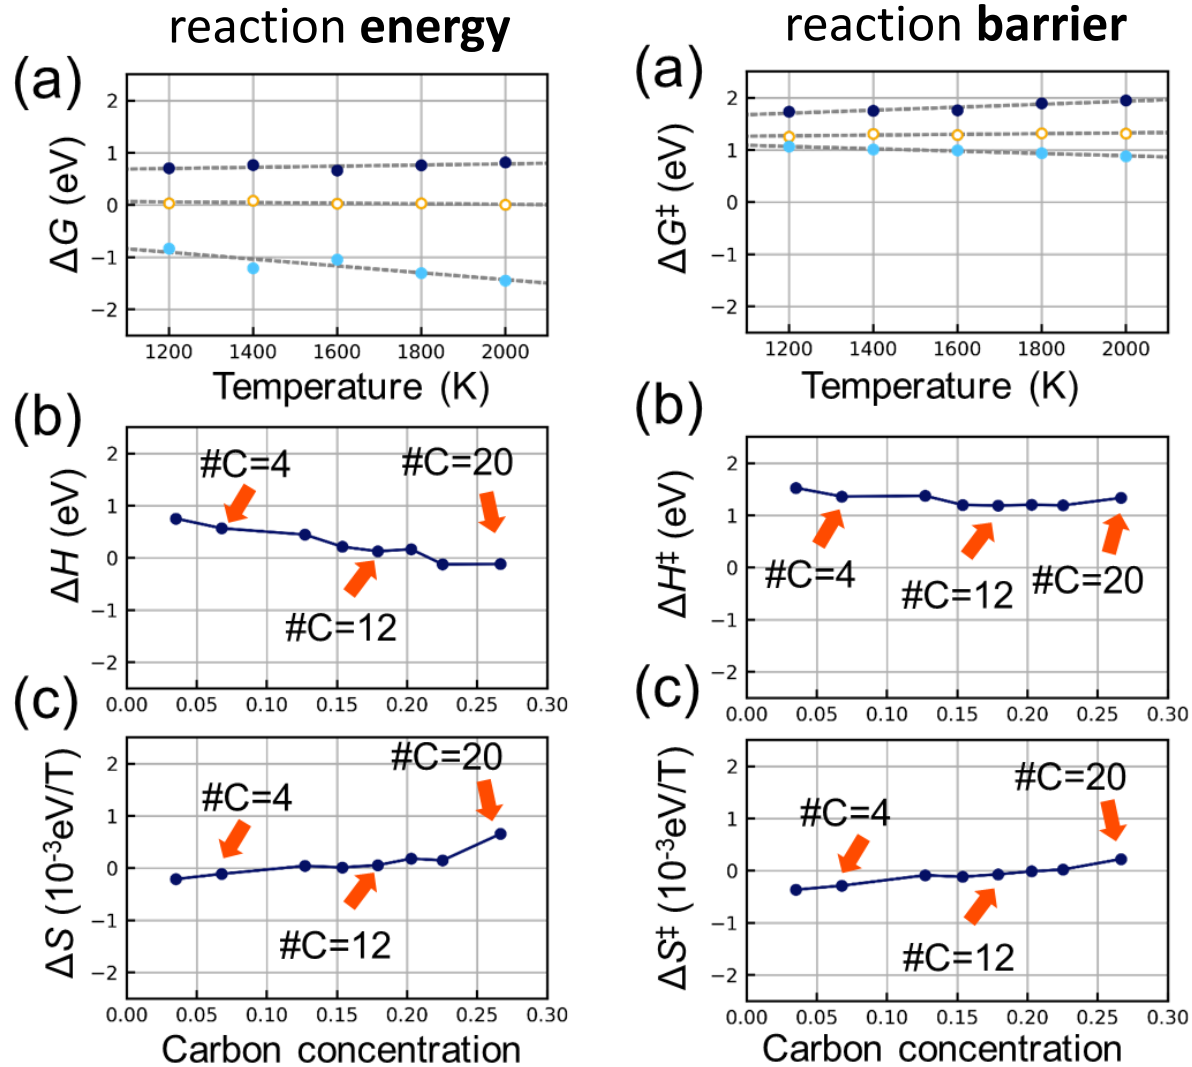 reaction energy
(a)
ΔG (eV)
2
1
0
−1
−2
1200 1400 1600 1800 2000
Temperature (K)
(b)
ΔH (eV)
2
1
0
−1
−2
#C=4
#C=20
#C=12
0.00 0.05 0.10 0.15 0.20 0.25 0.30
(c)
ΔS (10⁻³eV/T)
2
1
0
−1
−2
#C=20
#C=4
#C=12
0.00 0.05 0.10 0.15 0.20 0.25 0.30
Carbon concentration
reaction barrier
(a)
ΔG‡ (eV)
2
1
0
−1
−2
1200 1400 1600 1800 2000
Temperature (K)
(b)
ΔH‡ (eV)
2
1
0
−1
−2
#C=4
#C=12
#C=20
0.00 0.05 0.10 0.15 0.20 0.25 0.30
(c)
ΔS‡ (10⁻³eV/T)
2
1
0
−1
−2
#C=20
#C=4
#C=12
0.00 0.05 0.10 0.15 0.20 0.25 0.30
Carbon concentration